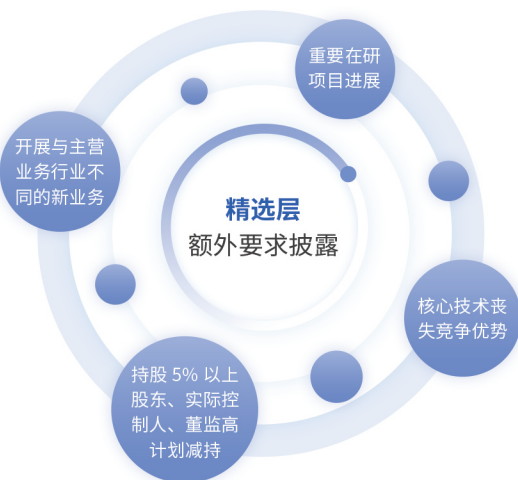 重要在研
项目进展
开展与主营
业务行业不
同的新业务
精选层
额外要求披露
核心技术丧
失竞争优势
持股 5% 以上
股东、实际控
制人、董监高
计划减持